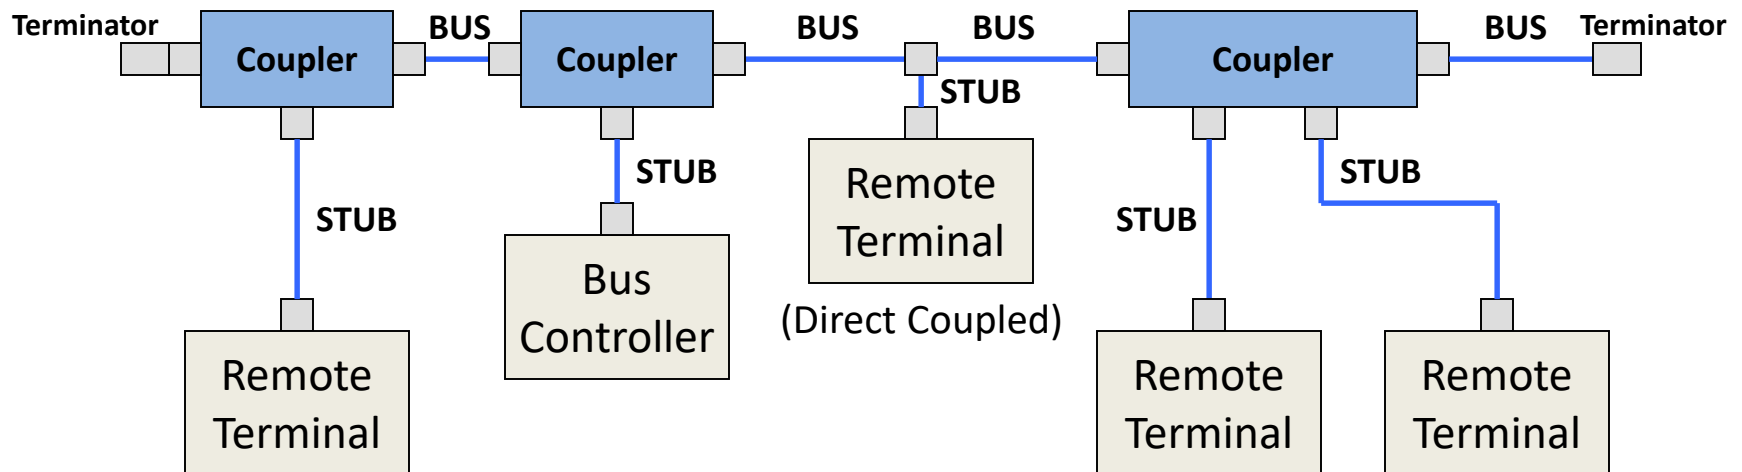 Terminator
BUS
BUS
BUS
BUS
Terminator
Coupler
Coupler
Coupler
STUB
STUB
STUB
STUB
STUB
Remote
Terminal
(Direct Coupled)
Bus
Controller
Remote
Terminal
Remote
Terminal
Remote
Terminal